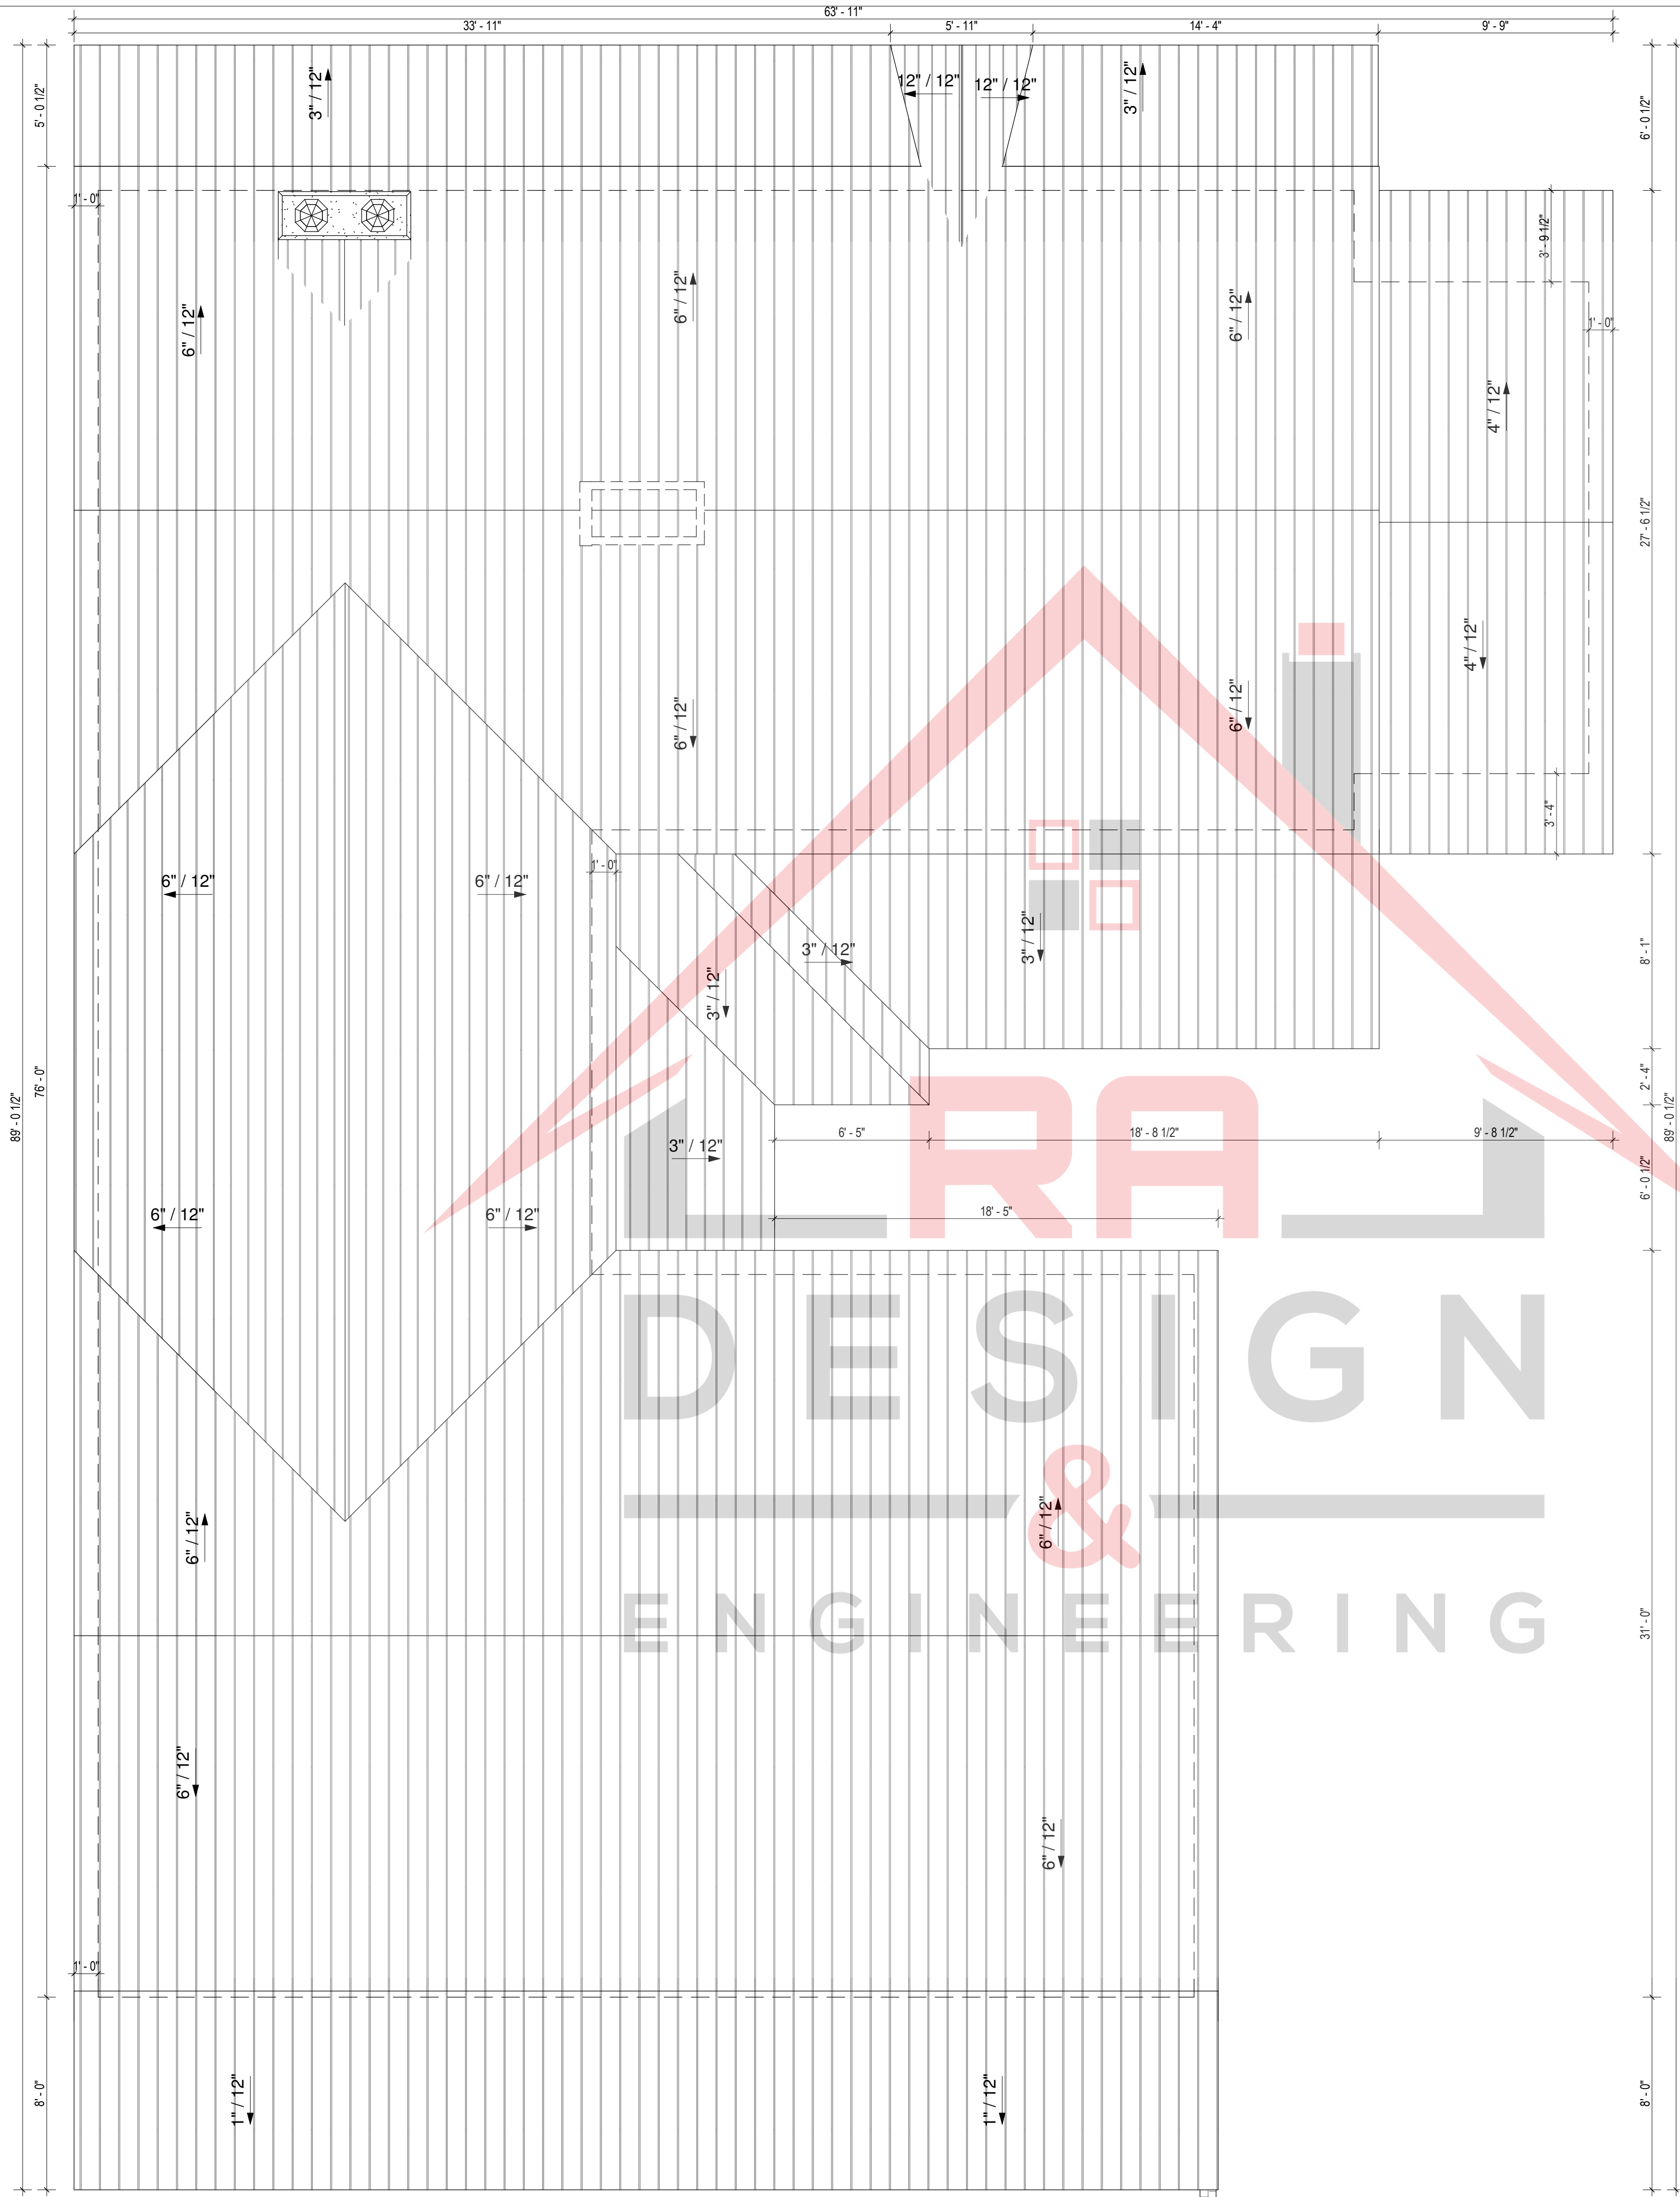 63' - 11"
33' - 11"
5' - 11"
14' - 4"
9' - 9"
5' - 0 1/2"
3" / 12"
12" / 12"
12" / 12"
3" / 12"
6' - 0 1/2"
1' - 0"
3' - 9 1/2"
6" / 12"
6" / 12"
6" / 12"
1' - 0"
4" / 12"
27' - 6 1/2"
4" / 12"
6" / 12"
6" / 12"
3' - 4"
1' - 0"
6" / 12"
6" / 12"
3" / 12"
3" / 12"
3" / 12"
8' - 1"
76' - 0"
89' - 0 1/2"
2' - 4"
89' - 0 1/2"
6' - 5"
18' - 8 1/2"
9' - 8 1/2"
3" / 12"
6' - 0 1/2"
6" / 12"
6" / 12"
18' - 5"
RA
DESIGN
&
ENGINEERING
6" / 12"
6" / 12"
31' - 0"
6" / 12"
6" / 12"
1' - 0"
8' - 0"
1" / 12"
1" / 12"
8' - 0"